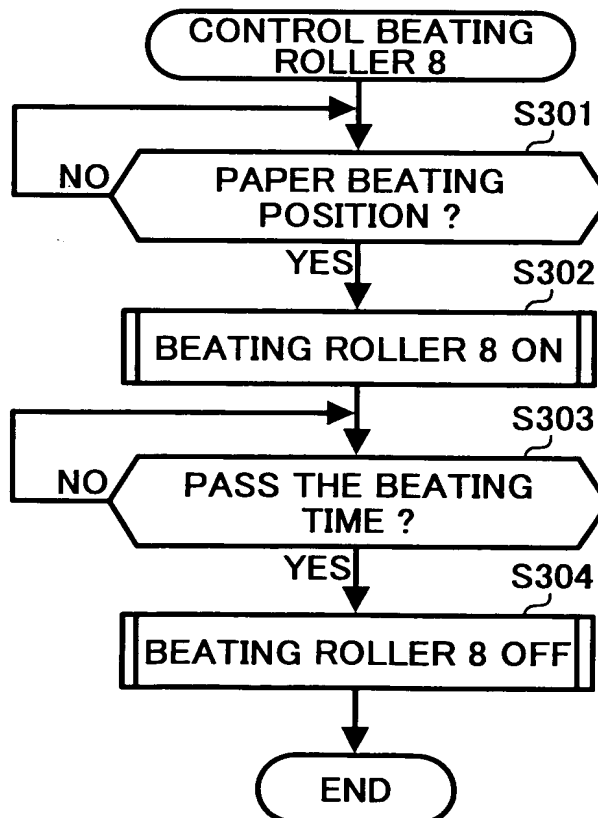 CONTROL BEATING
ROLLER 8
S301
NO
PAPER BEATING
POSITION ?
YES
S302
BEATING ROLLER 8 ON
S303
NO
PASS THE BEATING
TIME ?
YES
S304
BEATING ROLLER 8 OFF
END